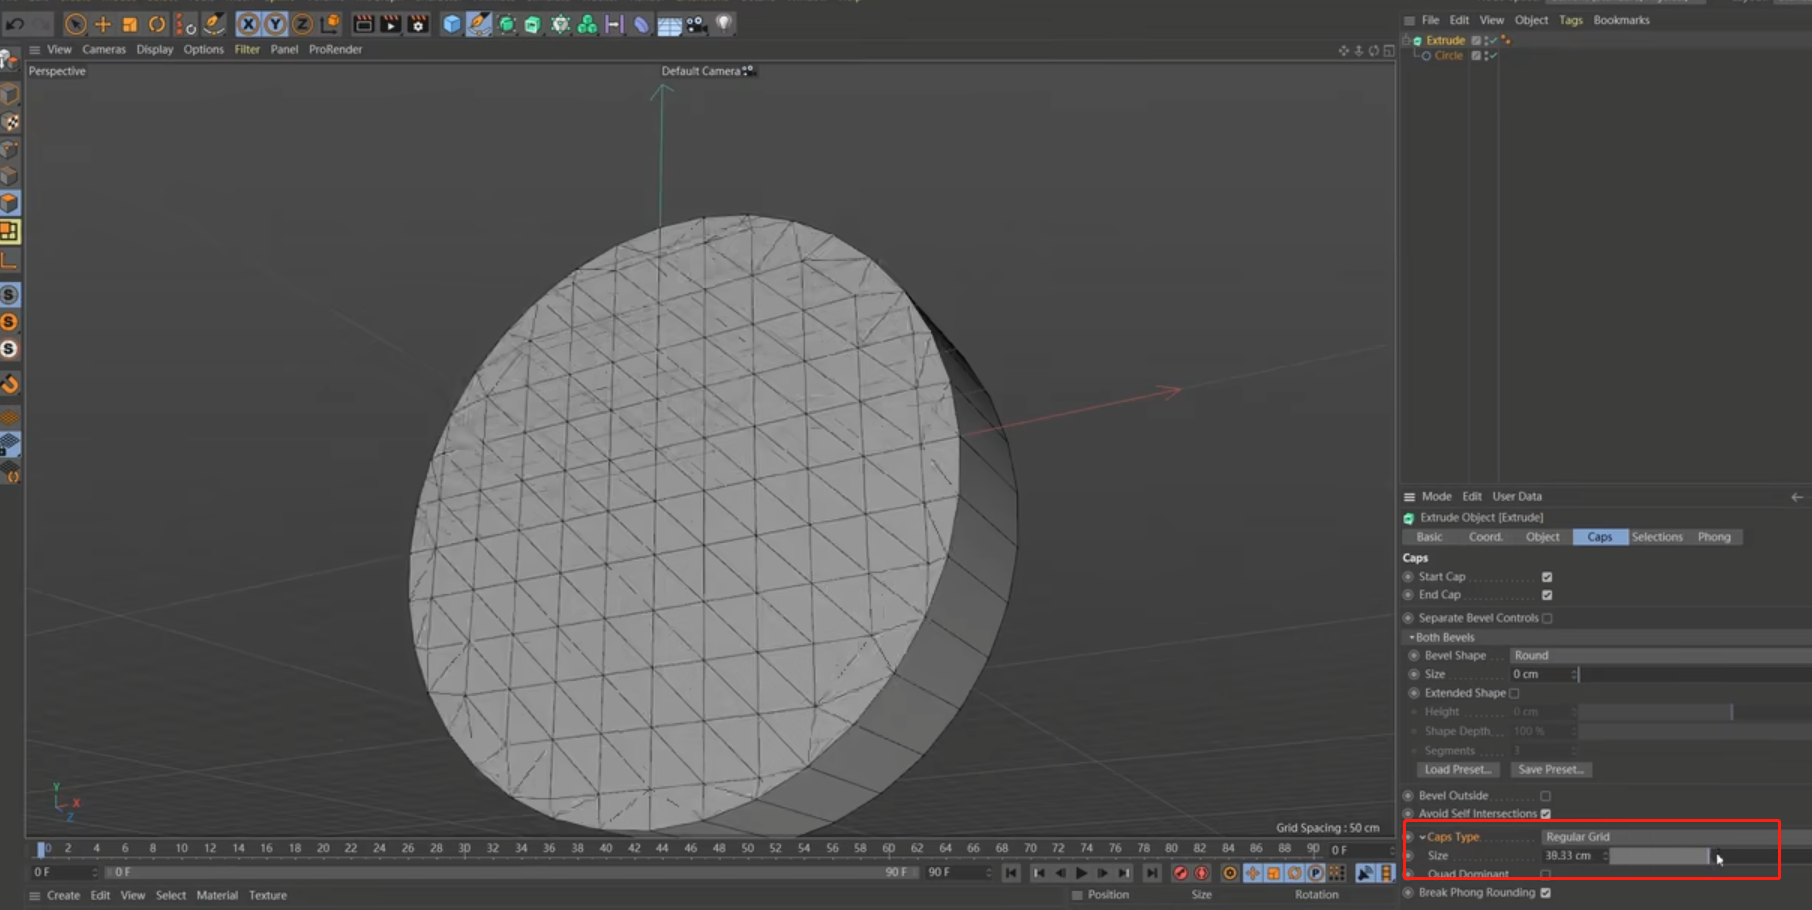 File Edit View Object Tags Bookmarks
Extrude
Circle
View Cameras Display Options Filter Panel ProRender
Perspective
Default Camera
X Y Z
S
S
S
Y
X
Z
Grid Spacing : 50 cm
0 2 4 6 8 10 12 14 16 18 20 22 24 26 28 30 32 34 36 38 40 42 44 46 48 50 52 54 56 58 60 62 64 66 68 70 72 74 76 78 80 82 84 86 88 90 0 F
0 F 0 F 90 F 90 F
P
Create Edit View Select Material Texture
Position Size Rotation
Mode Edit User Data
Extrude Object [Extrude]
Basic Coord. Object Caps Selections Phong
Caps
Start Cap
End Cap
Separate Bevel Controls
Both Bevels
Bevel Shape Round
Size 0 cm
Extended Shape
Height 0 cm
Shape Depth 100 %
Segments 3
Load Preset... Save Preset...
Bevel Outside
Avoid Self Intersections
Caps Type Regular Grid
Size 39.33 cm
Quad Dominant
Break Phong Rounding